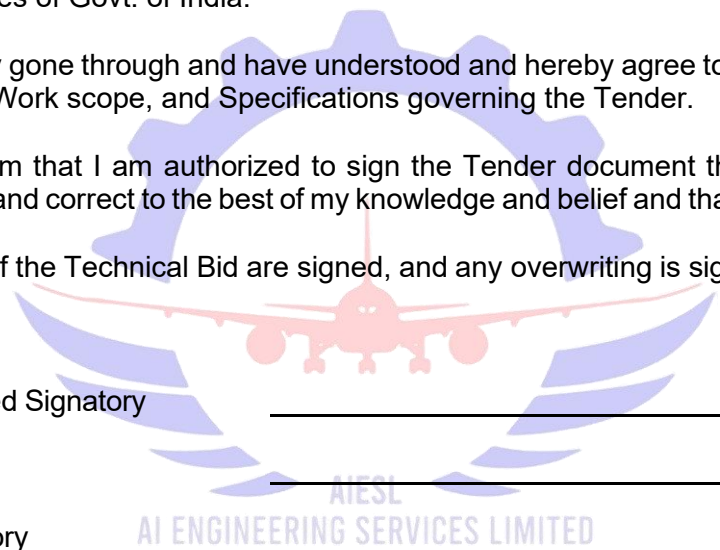 es of Govt. of India.
gone through and have understood and hereby agree to
Work scope, and Specifications governing the Tender.
m that I am authorized to sign the Tender document th
and correct to the best of my knowledge and belief and tha
f the Technical Bid are signed, and any overwriting is sig
ed Signatory
AIESL
ory
AI ENGINEERING SERVICES LIMITED